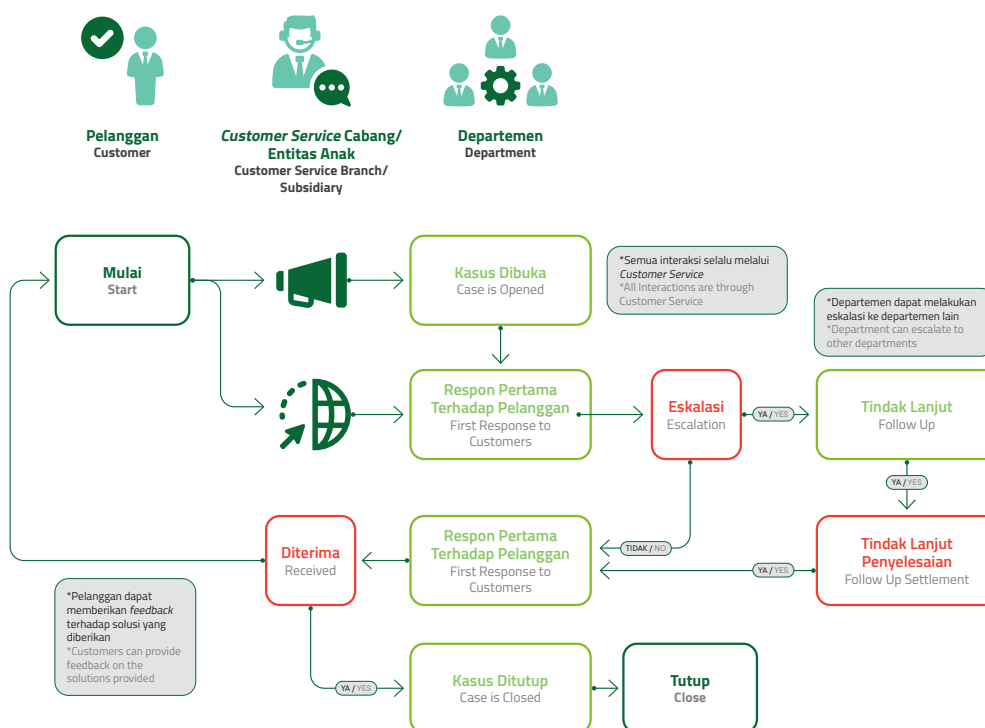 Pelanggan
Customer
Customer Service Cabang/
Entitas Anak
Customer Service Branch/
Subsidiary
Departemen
Department
Mulai
Start
Kasus Dibuka
Case is Opened
*Semua interaksi selalu melalui
Customer Service
*All Interactions are through
Customer Service
*Departemen dapat melakukan
eskalasi ke departemen lain
*Department can escalate to
other departments
Respon Pertama
Terhadap Pelanggan
First Response to
Customers
Eskalasi
Escalation
YA / YES
Tindak Lanjut
Follow Up
YA / YES
Diterima
Received
Respon Pertama
Terhadap Pelanggan
First Response to
Customers
TIDAK / NO
YA / YES
Tindak Lanjut
Penyelesaian
Follow Up Settlement
*Pelanggan dapat
memberikan feedback
terhadap solusi yang
diberikan
*Customers can provide
feedback on the
solutions provided
YA / YES
Kasus Ditutup
Case is Closed
Tutup
Close